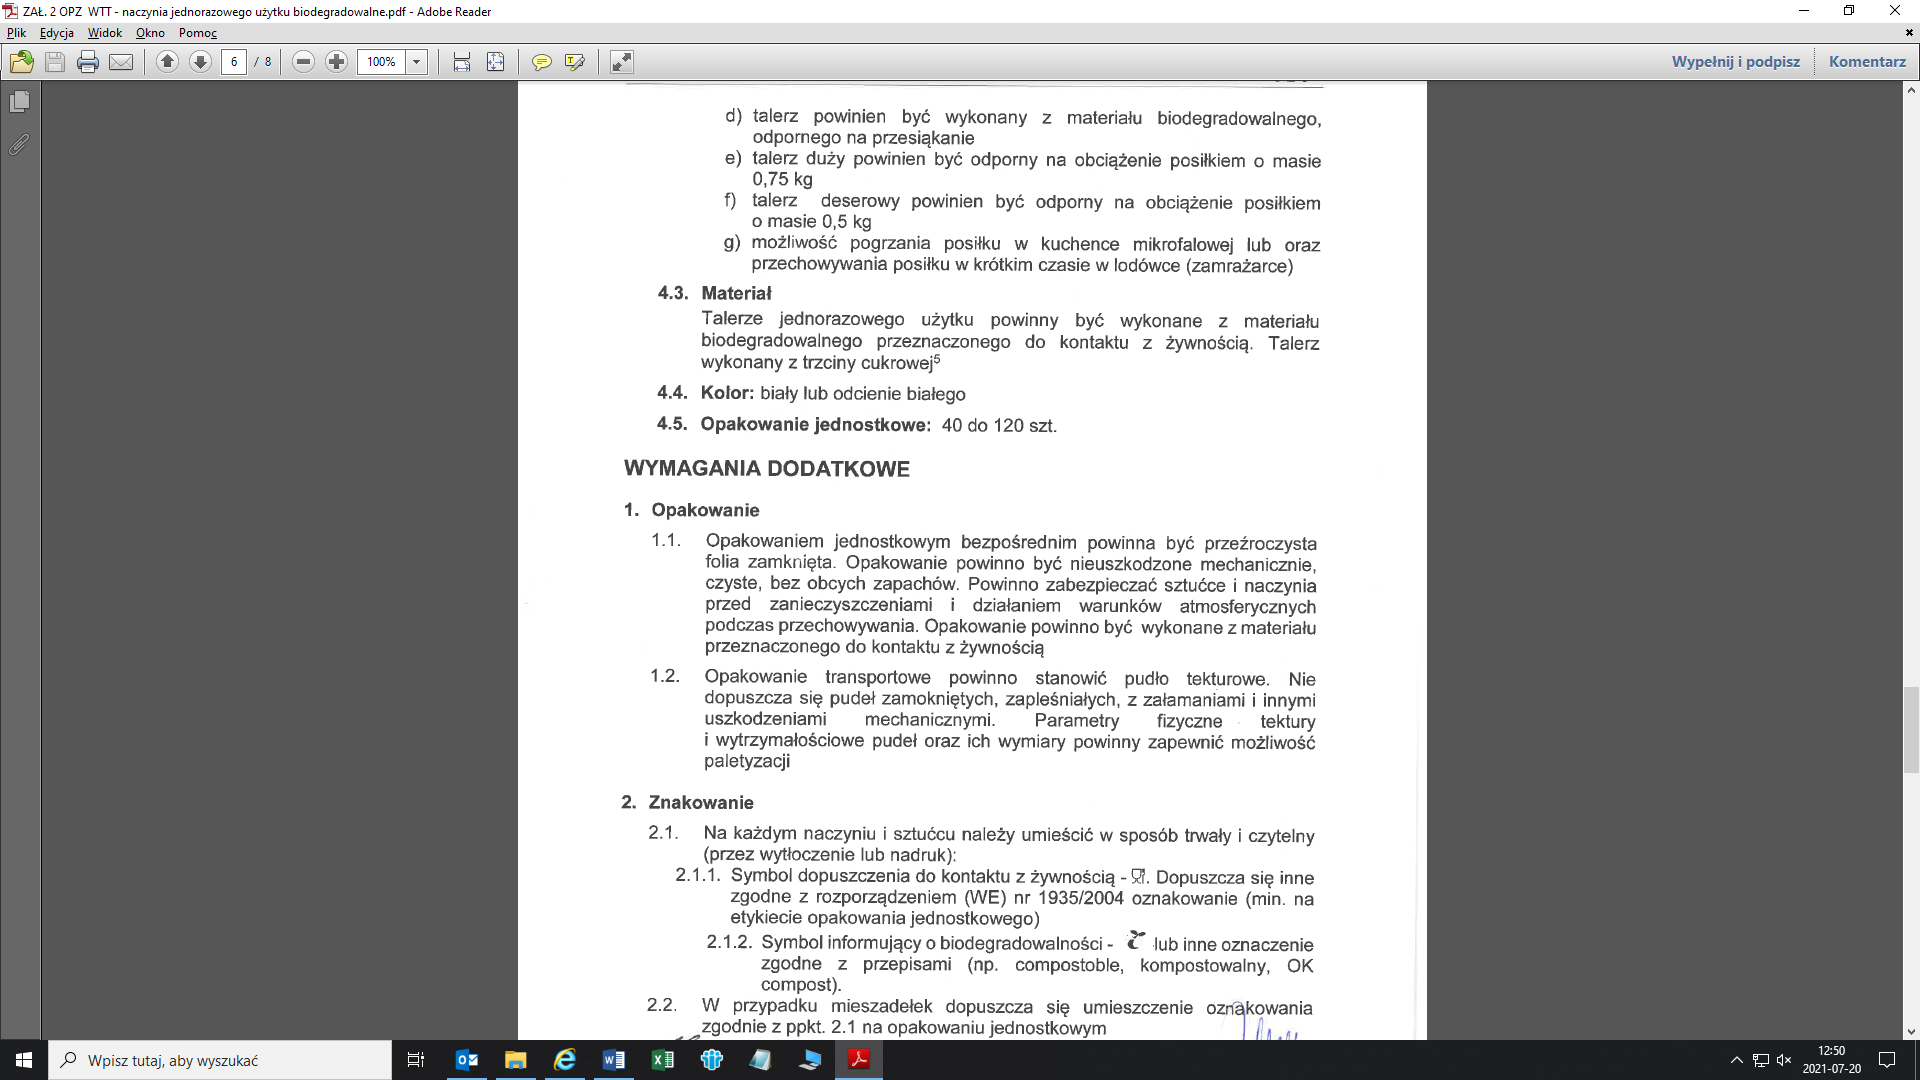 ZAŁ. 2 OPZ WTT - naczynia jednorazowego użytku biodegradowalne.pdf - Adobe Reader
Plik Edycja Widok Okno Pomoc
6 / 8 100% Wypełnij i podpisz Komentarz
d) talerz powinien być wykonany z materiału biodegradowalnego,
odpornego na przesiąkanie
e) talerz duży powinien być odporny na obciążenie posiłkiem o masie
0,75 kg
f) talerz deserowy powinien być odporny na obciążenie posiłkiem
o masie 0,5 kg
g) możliwość pogrzania posiłku w kuchence mikrofalowej lub oraz
przechowywania posiłku w krótkim czasie w lodówce (zamrażarce)
4.3. Materiał
Talerze jednorazowego użytku powinny być wykonane z materiału
biodegradowalnego przeznaczonego do kontaktu z żywnością. Talerz
wykonany z trzciny cukrowej⁵
4.4. Kolor: biały lub odcienie białego
4.5. Opakowanie jednostkowe: 40 do 120 szt.
WYMAGANIA DODATKOWE
1. Opakowanie
1.1. Opakowaniem jednostkowym bezpośrednim powinna być przeźroczysta
folia zamknięta. Opakowanie powinno być nieuszkodzone mechanicznie,
czyste, bez obcych zapachów. Powinno zabezpieczać sztućce i naczynia
przed zanieczyszczeniami i działaniem warunków atmosferycznych
podczas przechowywania. Opakowanie powinno być wykonane z materiału
przeznaczonego do kontaktu z żywnością
1.2. Opakowanie transportowe powinno stanowić pudło tekturowe. Nie
dopuszcza się pudeł zamokniętych, zapleśniałych, z załamaniami i innymi
uszkodzeniami mechanicznymi. Parametry fizyczne tektury
i wytrzymałościowe pudeł oraz ich wymiary powinny zapewnić możliwość
paletyzacji
2. Znakowanie
2.1. Na każdym naczyniu i sztućcu należy umieścić w sposób trwały i czytelny
(przez wytłoczenie lub nadruk):
2.1.1. Symbol dopuszczenia do kontaktu z żywnością - . Dopuszcza się inne
zgodne z rozporządzeniem (WE) nr 1935/2004 oznakowanie (min. na
etykiecie opakowania jednostkowego)
2.1.2. Symbol informujący o biodegradowalności - lub inne oznaczenie
zgodne z przepisami (np. compostoble, kompostowalny, OK
compost).
2.2. W przypadku mieszadełek dopuszcza się umieszczenie oznakowania
zgodnie z ppkt. 2.1 na opakowaniu jednostkowym
Wpisz tutaj, aby wyszukać
12:50
2021-07-20